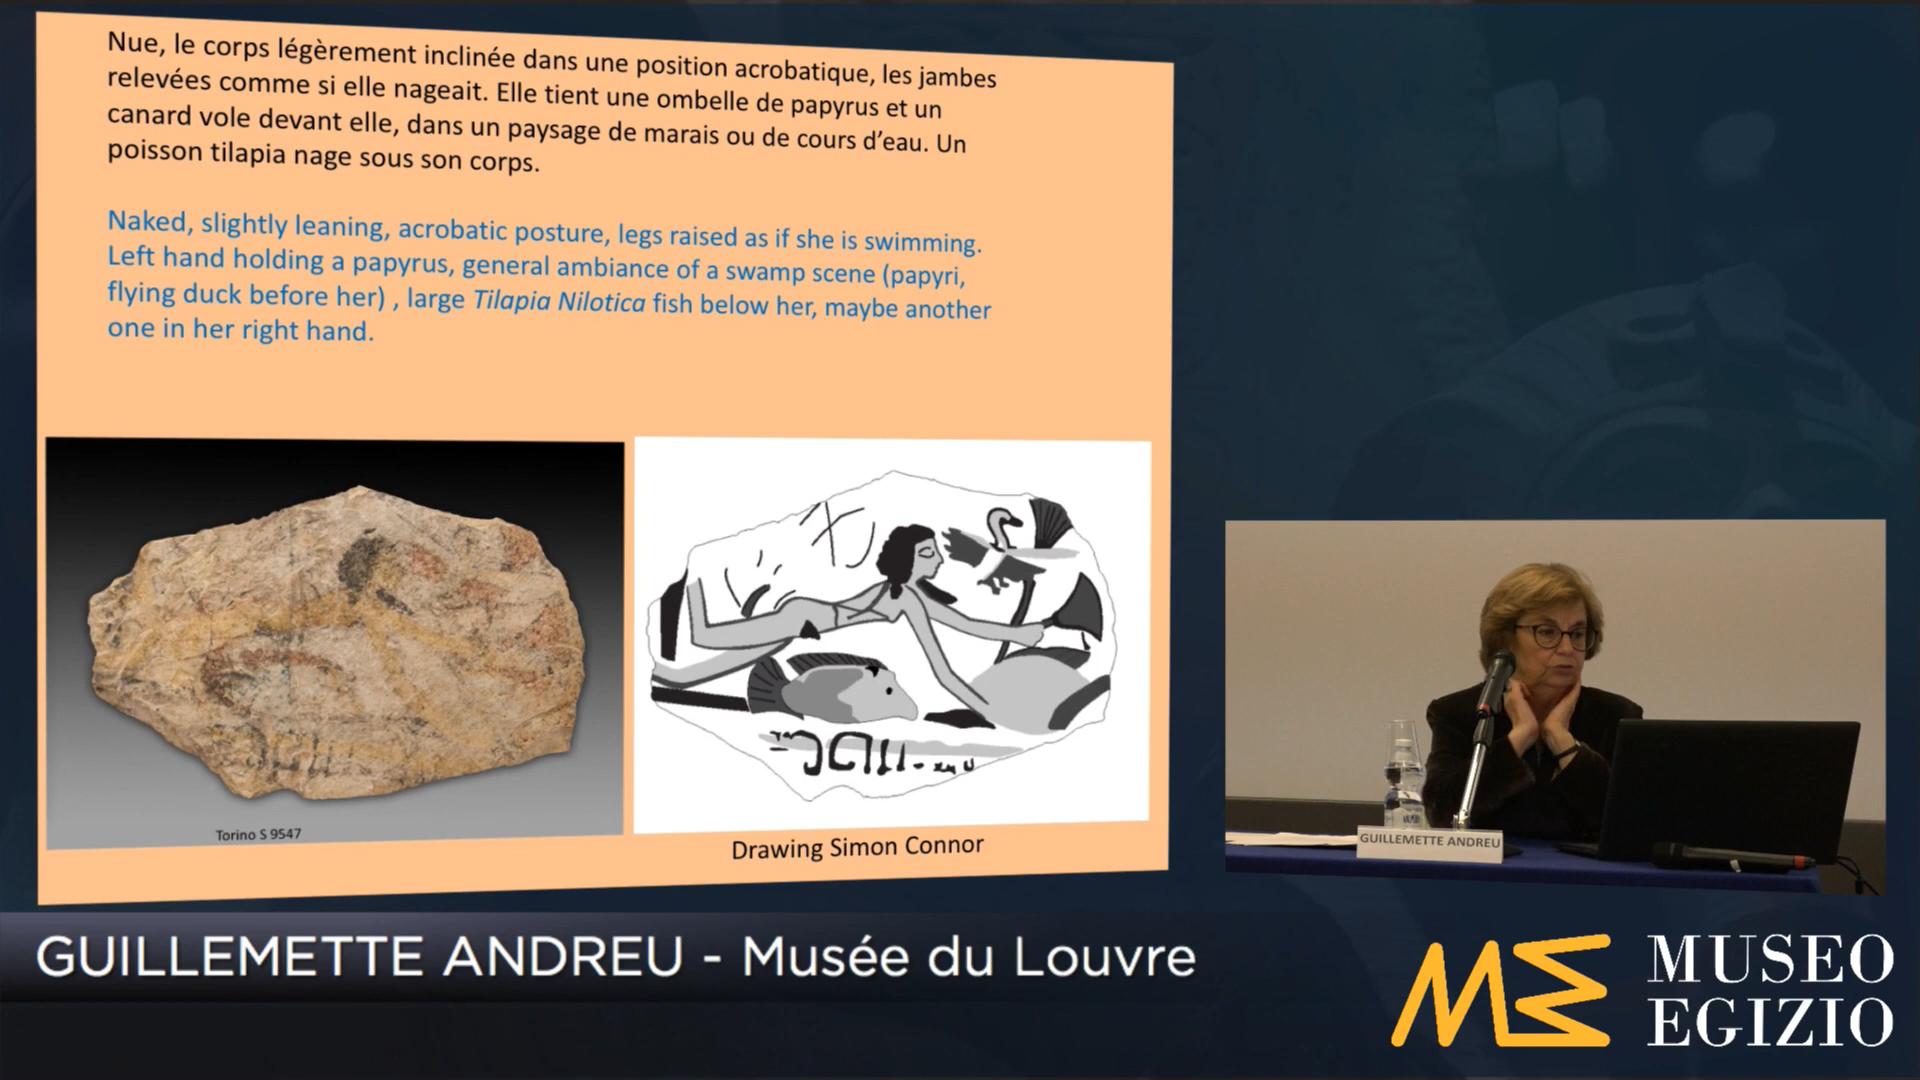 Nue, le corps légèrement inclinée dans une position acrobatique, les jambes
relevées comme si elle nageait. Elle tient une ombelle de papyrus et un
canard vole devant elle, dans un paysage de marais ou de cours d’eau. Un
poisson tilapia nage sous son corps.
Naked, slightly leaning, acrobatic posture, legs raised as if she is swimming.
Left hand holding a papyrus, general ambiance of a swamp scene (papyri,
flying duck before her) , large Tilapia Nilotica fish below her, maybe another
one in her right hand.
Torino S 9547
Drawing Simon Connor
GUILLEMETTE ANDREU
GUILLEMETTE ANDREU - Musée du Louvre
ME
MUSEO
EGIZIO